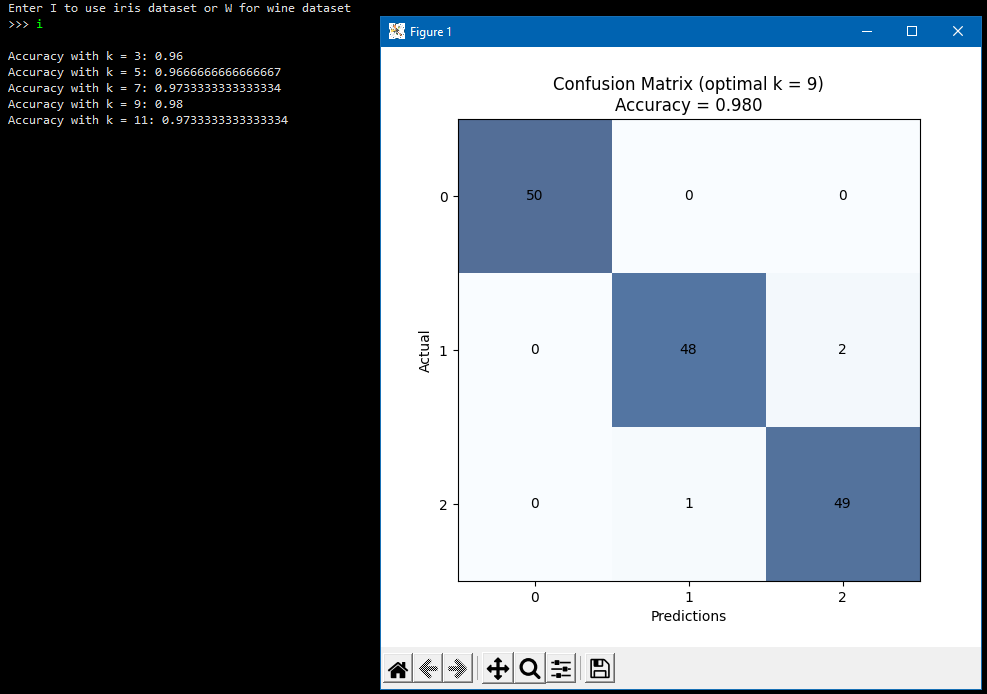 Enter I to use iris dataset or W for wine dataset
>>> i
Accuracy with k = 3: 0.96
Accuracy with k = 5: 0.9666666666666667
Accuracy with k = 7: 0.9733333333333334
Accuracy with k = 9: 0.98
Accuracy with k = 11: 0.9733333333333334
Figure 1
Confusion Matrix (optimal k = 9)
Accuracy = 0.980
0
50
0
0
Actual
1
0
48
2
2
0
1
49
0
1
2
Predictions